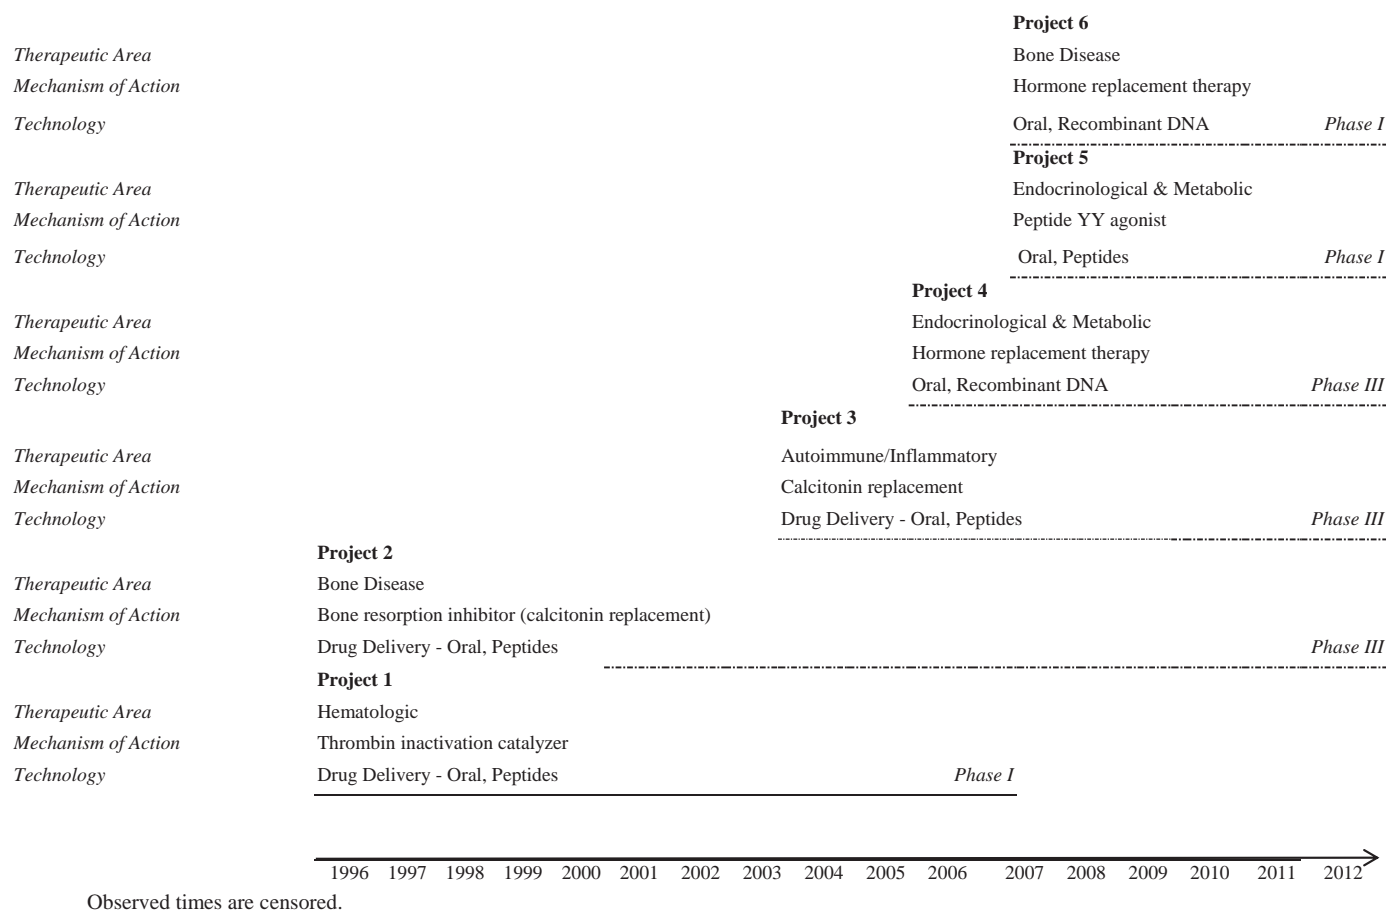 Project 6
Therapeutic Area Bone Disease
Mechanism of Action Hormone replacement therapy
Technology Oral, Recombinant DNA Phase I
Project 5
Therapeutic Area Endocrinological & Metabolic
Mechanism of Action Peptide YY agonist
Technology Oral, Peptides Phase I
Project 4
Therapeutic Area Endocrinological & Metabolic
Mechanism of Action Hormone replacement therapy
Technology Oral, Recombinant DNA Phase III
Project 3
Therapeutic Area Autoimmune/Inflammatory
Mechanism of Action Calcitonin replacement
Technology Drug Delivery - Oral, Peptides Phase III
Project 2
Therapeutic Area Bone Disease
Mechanism of Action Bone resorption inhibitor (calcitonin replacement)
Technology Drug Delivery - Oral, Peptides Phase III
Project 1
Therapeutic Area Hematologic
Mechanism of Action Thrombin inactivation catalyzer
Technology Drug Delivery - Oral, Peptides Phase I
1996 1997 1998 1999 2000 2001 2002 2003 2004 2005 2006 2007 2008 2009 2010 2011 2012
Observed times are censored.